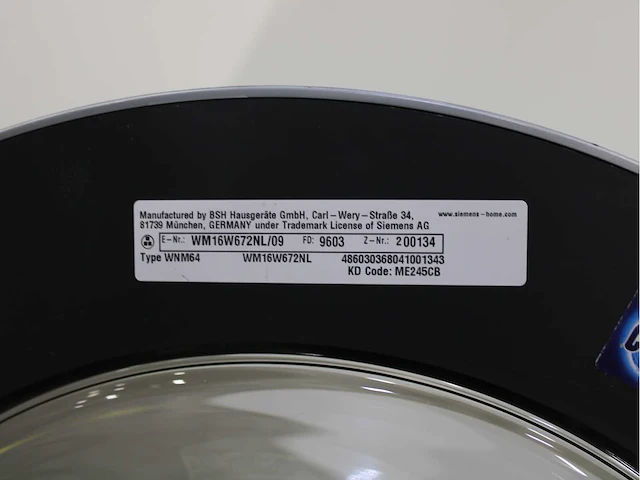 Manufactured by BSH Hausgeräte GmbH, Carl-Wery-Straße 34, www.siemens-home.com
81739 München, GERMANY under Trademark License of Siemens AG
E-Nr.: WM16W672NL/09 FD: 9603 Z-Nr.: 200134
Type WNM64 WM16W672NL 486030368041001343
KD Code: ME245CB